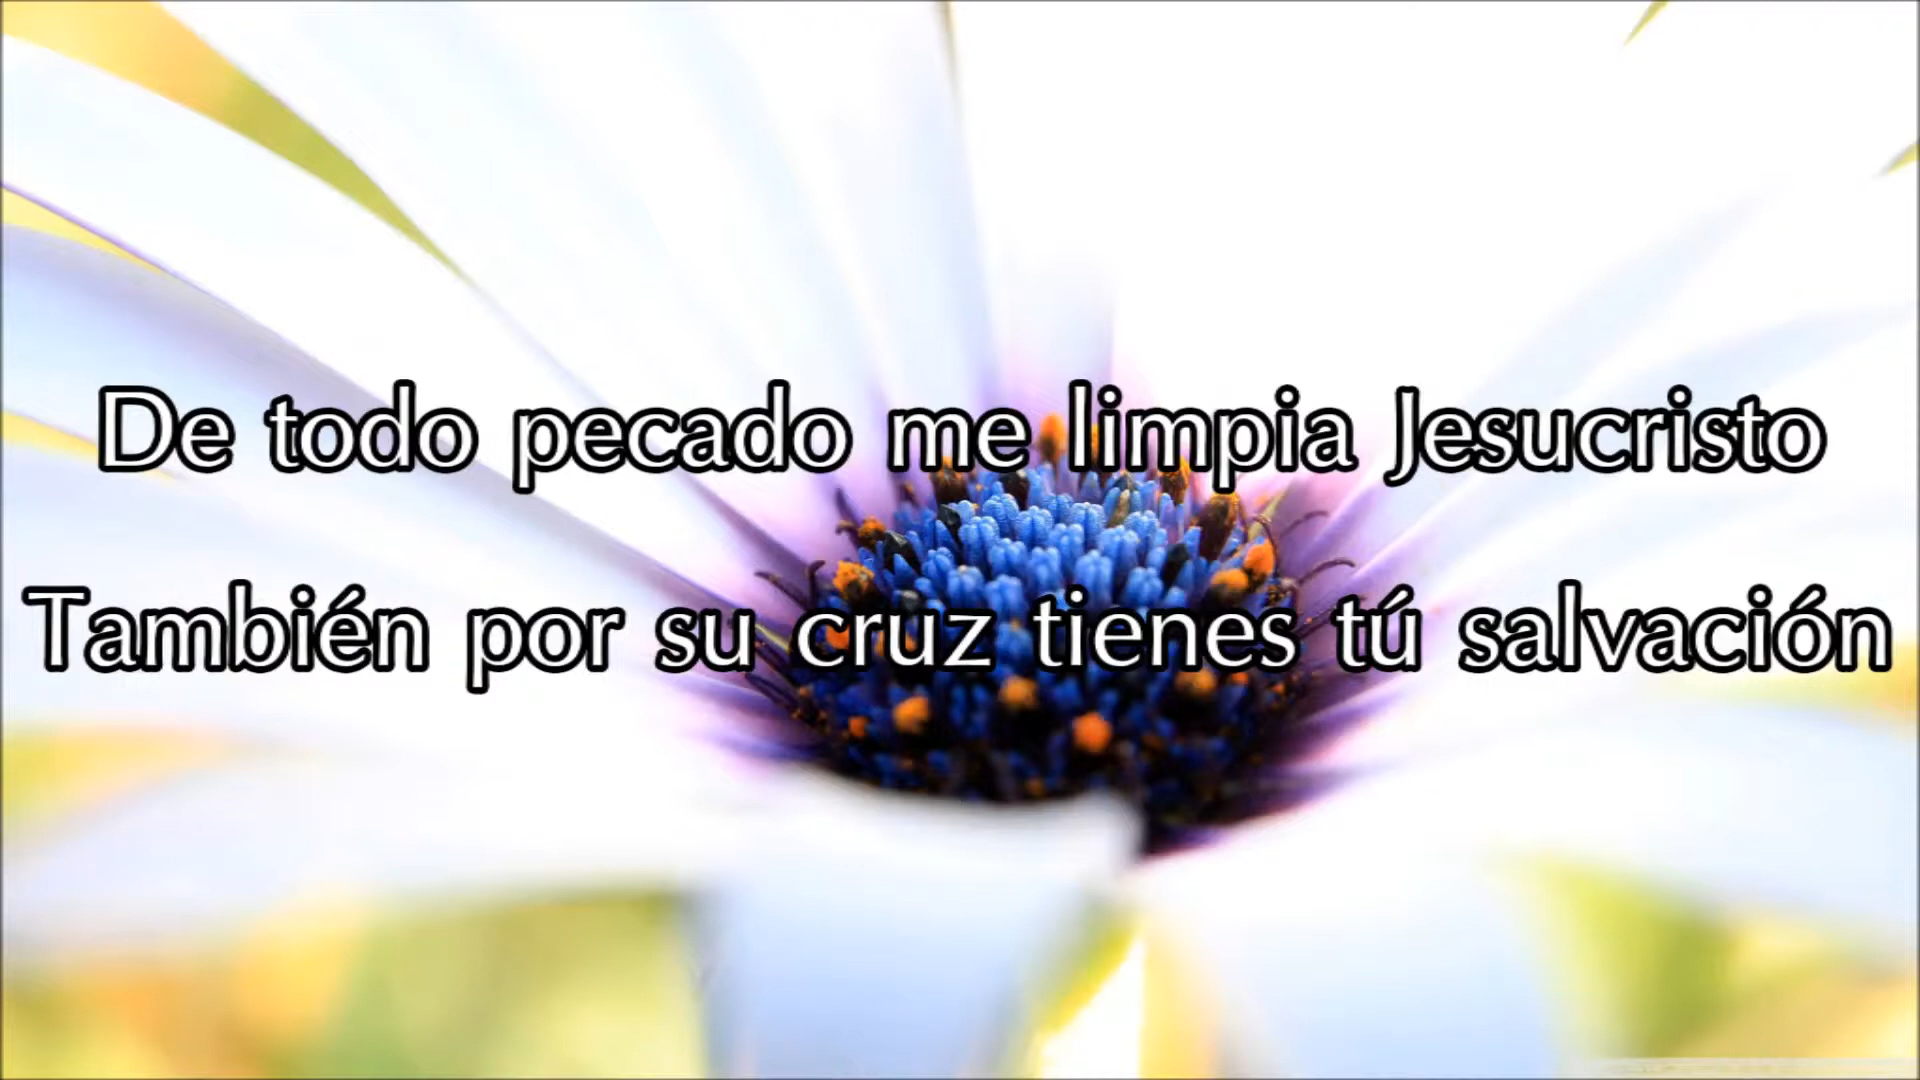 De todo pecado me limpia Jesucristo
También por su cruz tienes tú salvación